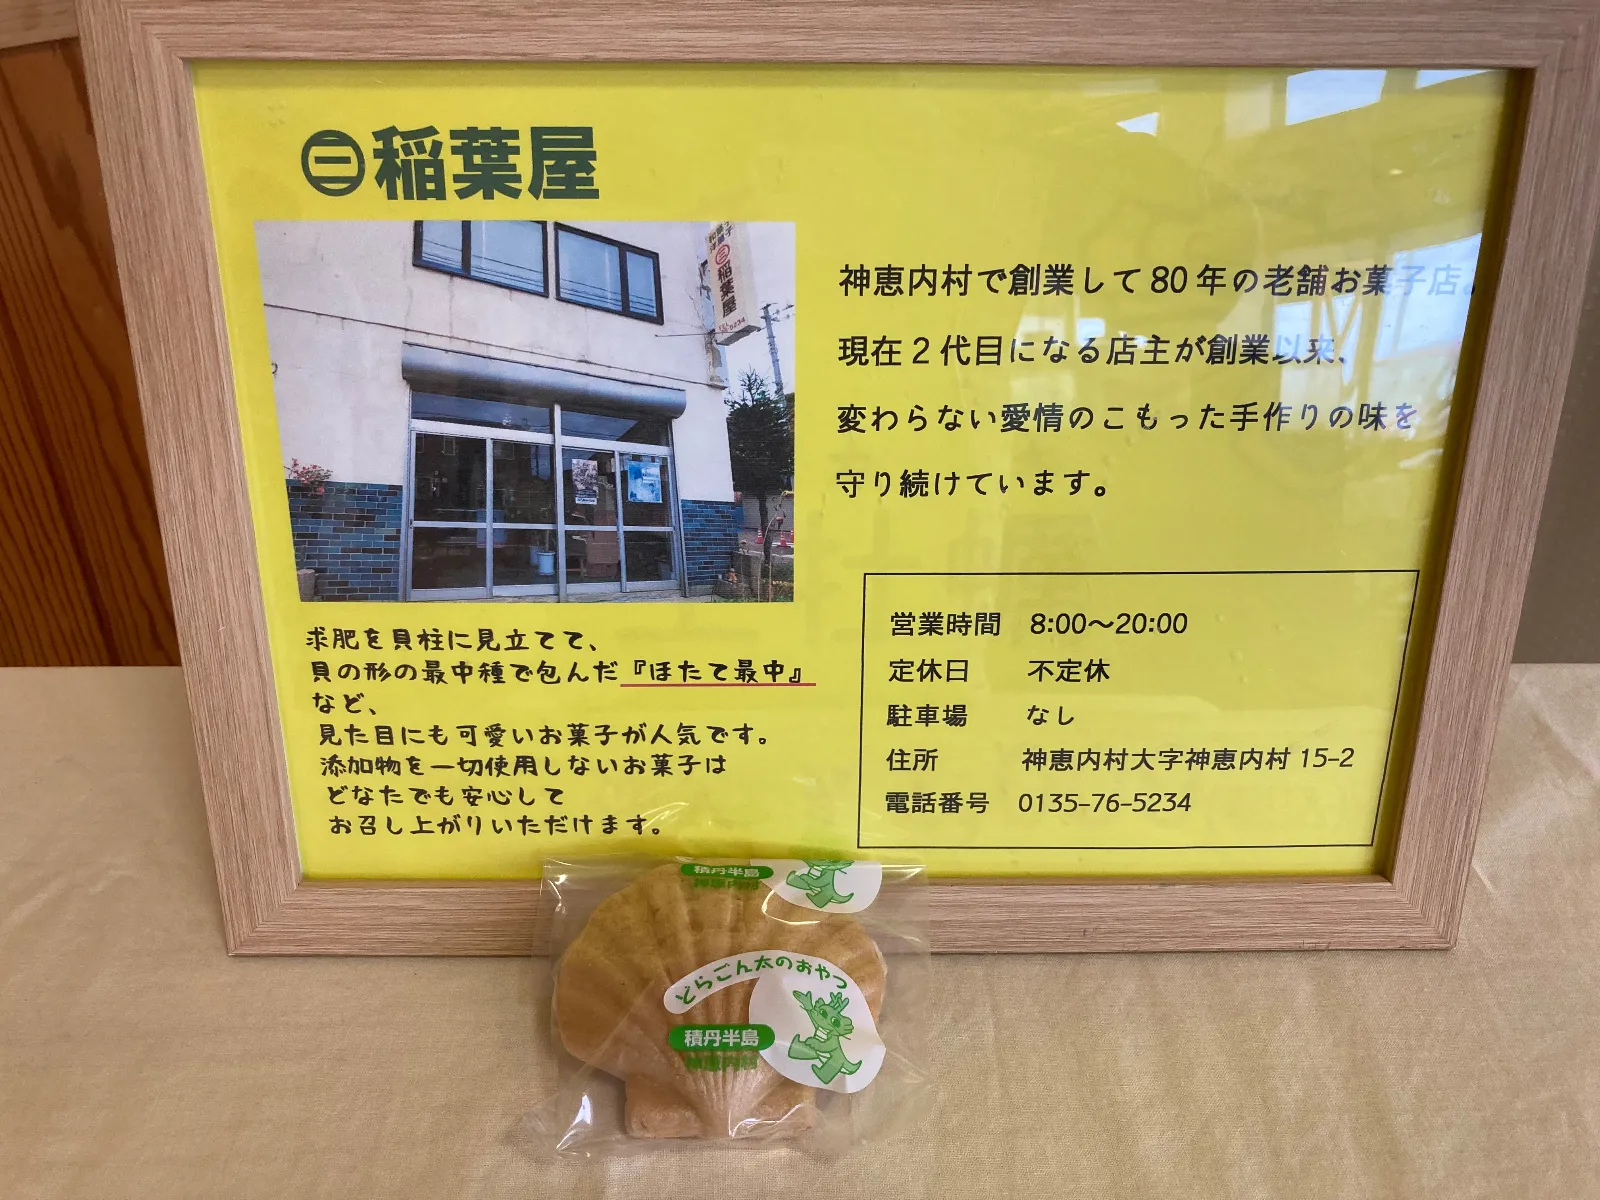 ㊁稲葉屋
稲葉屋
5234
神恵内村で創業して80年の老舗お菓子店。
現在2代目になる店主が創業以来、
変わらない愛情のこもった手作りの味を
守り続けています。
求肥を貝柱に見立てて、
貝の形の最中種で包んだ『ほたて最中』
など、
見た目にも可愛いお菓子が人気です。
添加物を一切使用しないお菓子は
どなたでも安心して
お召し上がりいただけます。
営業時間 8:00〜20:00
定休日 不定休
駐車場 なし
住所 神恵内村大字神恵内村15-2
電話番号 0135-76-5234
積丹半島
神恵内村
どらごん太のおやつ
積丹半島
神恵内村